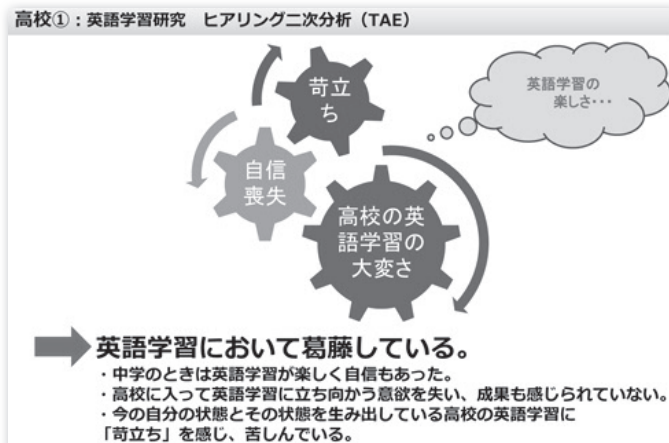 高校①：英語学習研究　ヒアリング二次分析（TAE）
苛立
ち
英語学習の
楽しさ･･･
自信
喪失
高校の英
語学習の
大変さ
英語学習において葛藤している。
・中学のときは英語学習が楽しく自信もあった。
・高校に入って英語学習に立ち向かう意欲を失い、成果も感じられていない。
・今の自分の状態とその状態を生み出している高校の英語学習に
「苛立ち」を感じ、苦しんでいる。